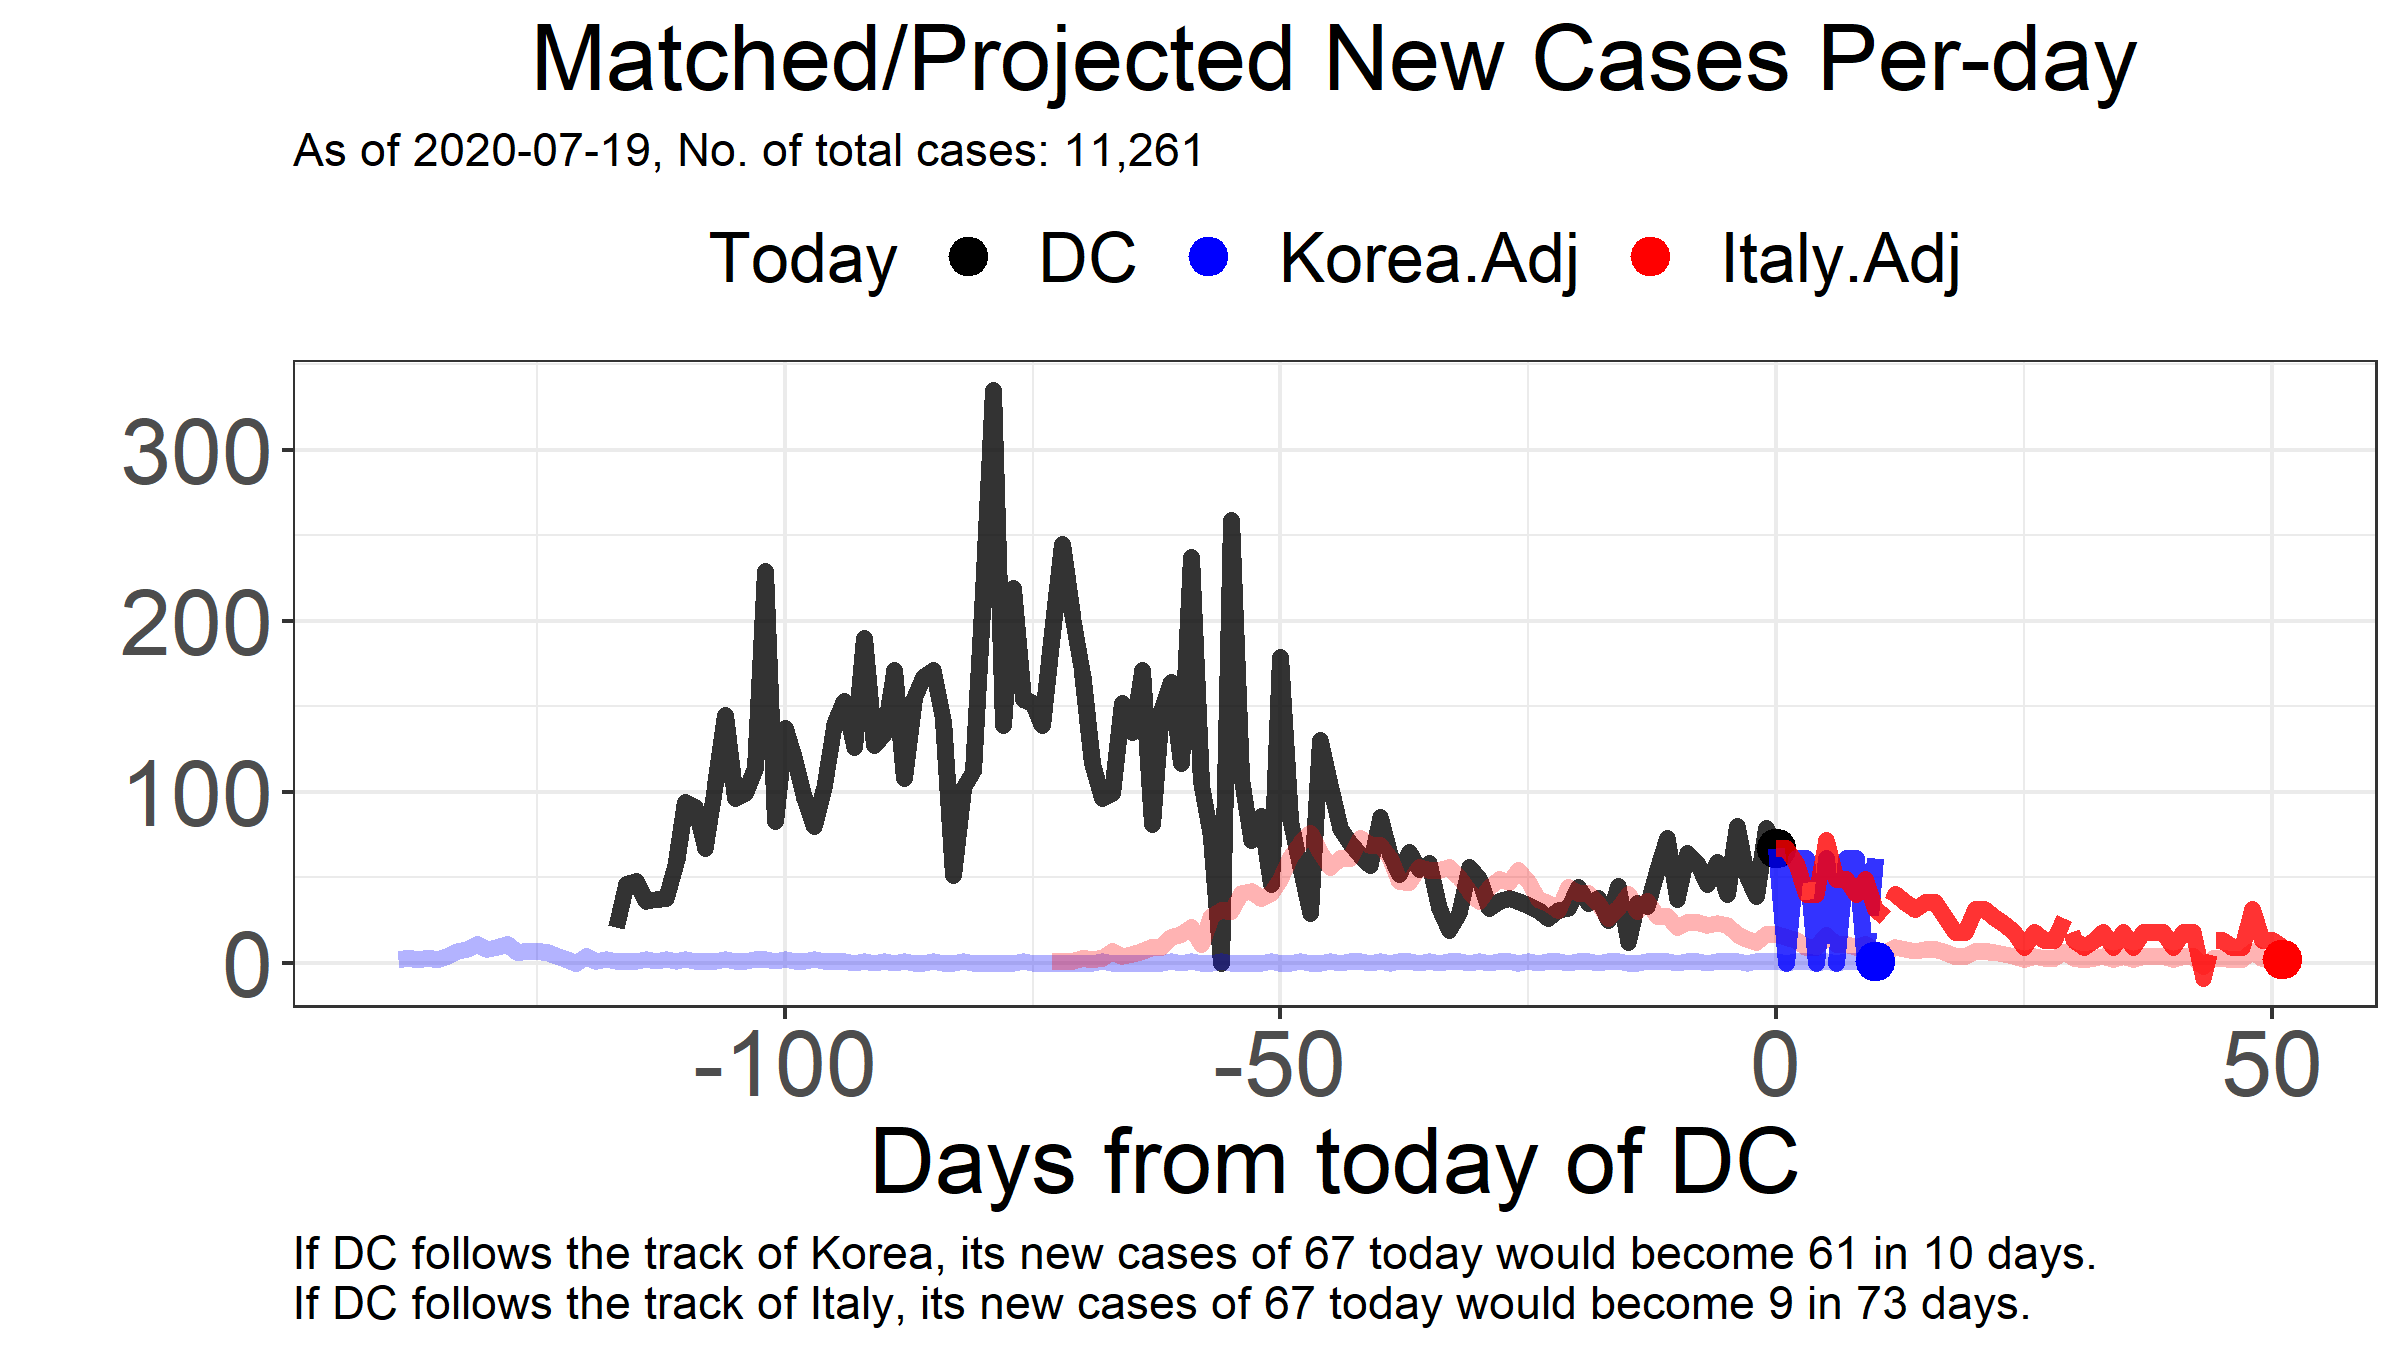 Matched/Projected New Cases Per-day
As of 2020-07-19, No. of total cases: 11,261
Today DC Korea.Adj Italy.Adj
300
200
100
0
-100 -50 0 50
Days from today of DC
If DC follows the track of Korea, its new cases of 67 today would become 61 in 10 days.
If DC follows the track of Italy, its new cases of 67 today would become 9 in 73 days.